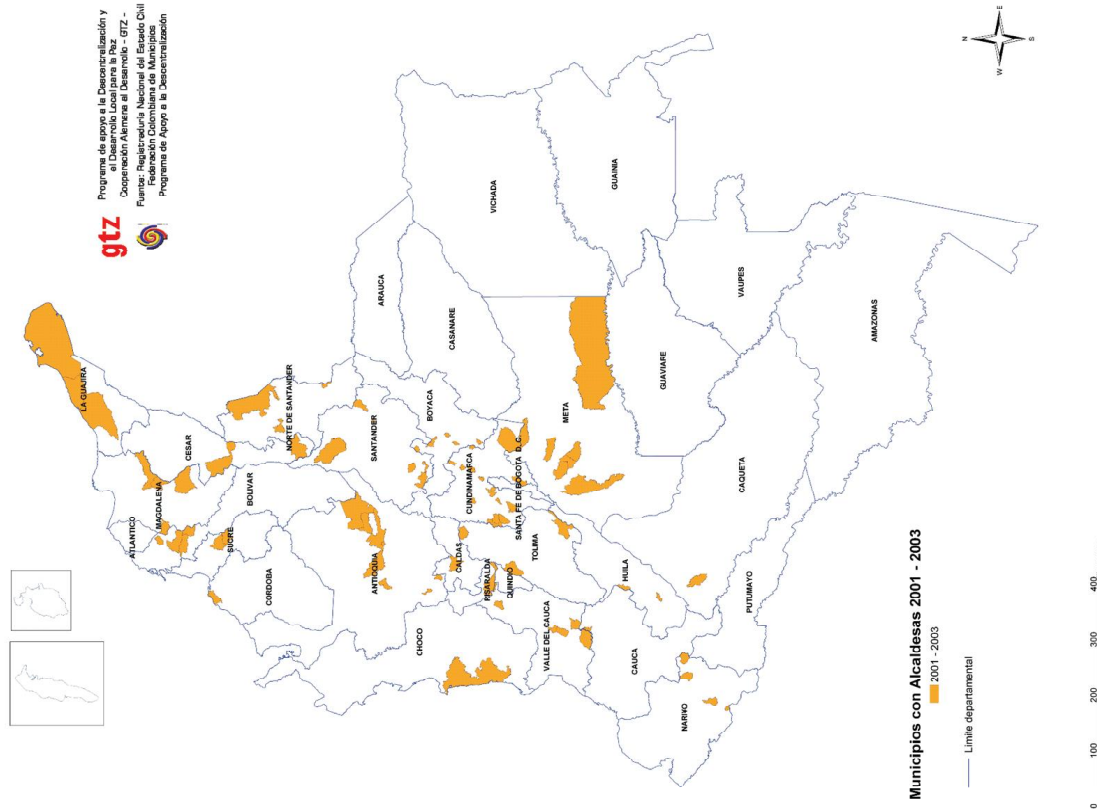 gtz
Programa de apoyo a la Descentralización y
el Desarrollo Local para la Paz
Cooperación Alemana al Desarrollo - GTZ -
Fuente: Registraduría Nacional del Estado Civil
Federación Colombiana de Municipios
Programa de Apoyo a la Descentralización
N
W
E
S
LA GUAJIRA
ATLANTICO
MAGDALENA
CESAR
SUCRE
BOLIVAR
NORTE DE SANTANDER
CORDOBA
ANTIOQUIA
SANTANDER
ARAUCA
CHOCO
CALDAS
BOYACA
CASANARE
VICHADA
RISARALDA
CUNDINAMARCA
QUINDIO
SANTA FE DE BOGOTA D. C.
TOLIMA
VALLE DEL CAUCA
META
GUAINIA
CAUCA
HUILA
GUAVIARE
VAUPES
NARIÑO
CAQUETA
PUTUMAYO
AMAZONAS
Municipios con Alcaldesas 2001 - 2003
2001 - 2003
Limite departamental
0 100 200 300 400